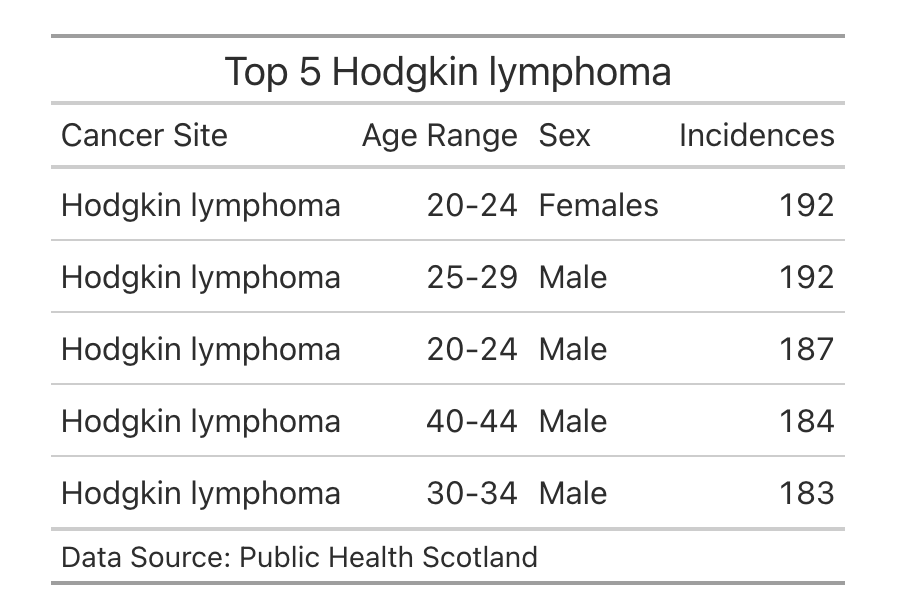 Top 5 Hodgkin lymphoma
Cancer Site Age Range Sex Incidences
Hodgkin lymphoma 20-24 Females 192
Hodgkin lymphoma 25-29 Male 192
Hodgkin lymphoma 20-24 Male 187
Hodgkin lymphoma 40-44 Male 184
Hodgkin lymphoma 30-34 Male 183
Data Source: Public Health Scotland